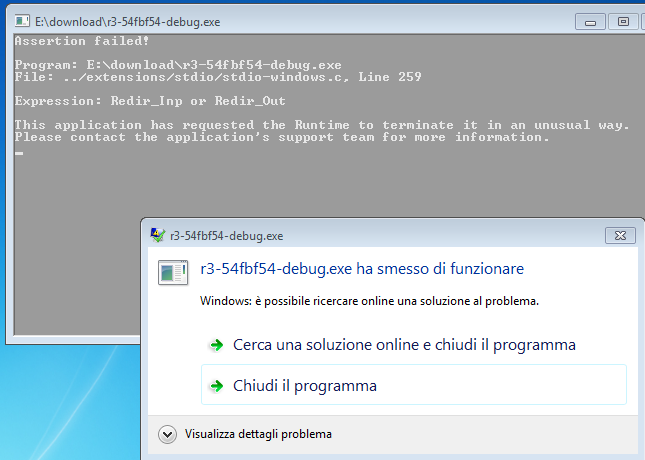 E:\download\r3-54fbf54-debug.exe
Assertion failed!
Program: E:\download\r3-54fbf54-debug.exe
File: ../extensions/stdio/stdio-windows.c, Line 259
Expression: Redir_Inp or Redir_Out
This application has requested the Runtime to terminate it in an unusual way.
Please contact the application's support team for more information.
r3-54fbf54-debug.exe
r3-54fbf54-debug.exe ha smesso di funzionare
Windows: è possibile ricercare online una soluzione al problema.
Cerca una soluzione online e chiudi il programma
Chiudi il programma
Visualizza dettagli problema